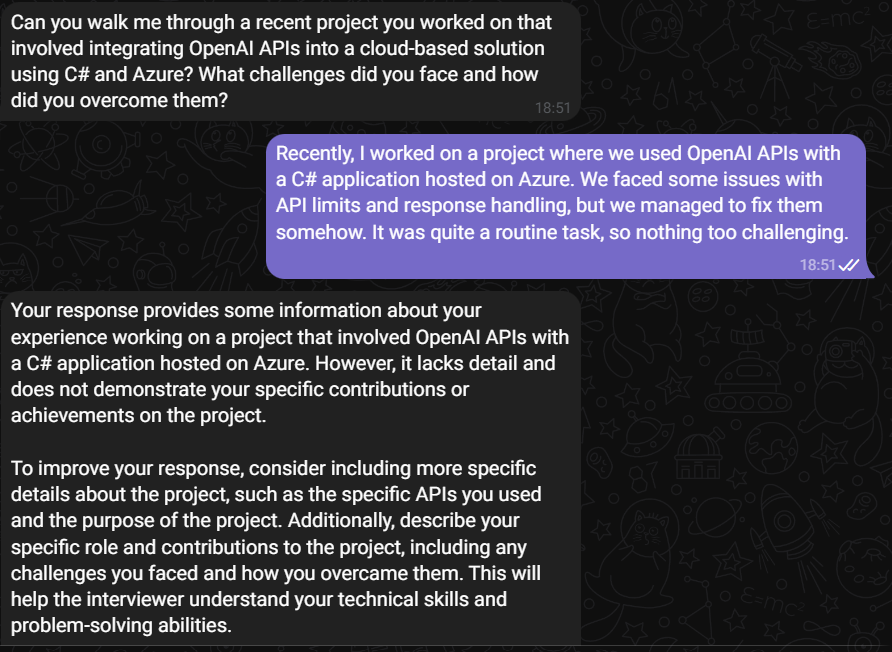 Can you walk me through a recent project you worked on that
involved integrating OpenAI APIs into a cloud-based solution
using C# and Azure? What challenges did you face and how
did you overcome them?
18:51
Recently, I worked on a project where we used OpenAI APIs with
a C# application hosted on Azure. We faced some issues with
API limits and response handling, but we managed to fix them
somehow. It was quite a routine task, so nothing too challenging.
18:51
Your response provides some information about your
experience working on a project that involved OpenAI APIs with
a C# application hosted on Azure. However, it lacks detail and
does not demonstrate your specific contributions or
achievements on the project.
To improve your response, consider including more specific
details about the project, such as the specific APIs you used
and the purpose of the project. Additionally, describe your
specific role and contributions to the project, including any
challenges you faced and how you overcame them. This will
help the interviewer understand your technical skills and
problem-solving abilities.